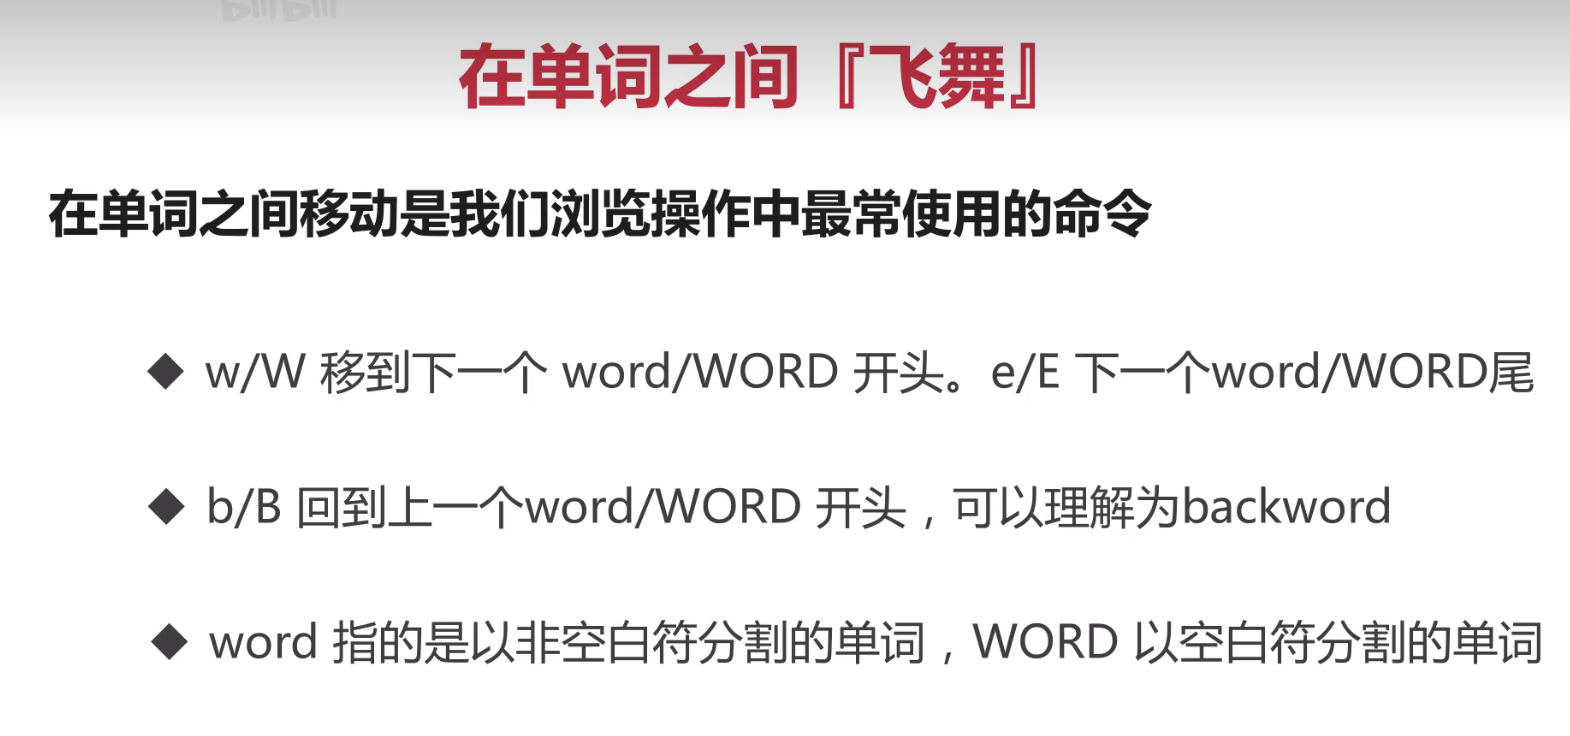 在单词之间『飞舞』
在单词之间移动是我们浏览操作中最常使用的命令
◆ w/W 移到下一个 word/WORD 开头。e/E 下一个word/WORD尾
◆ b/B 回到上一个word/WORD 开头，可以理解为backword
◆ word 指的是以非空白符分割的单词，WORD 以空白符分割的单词